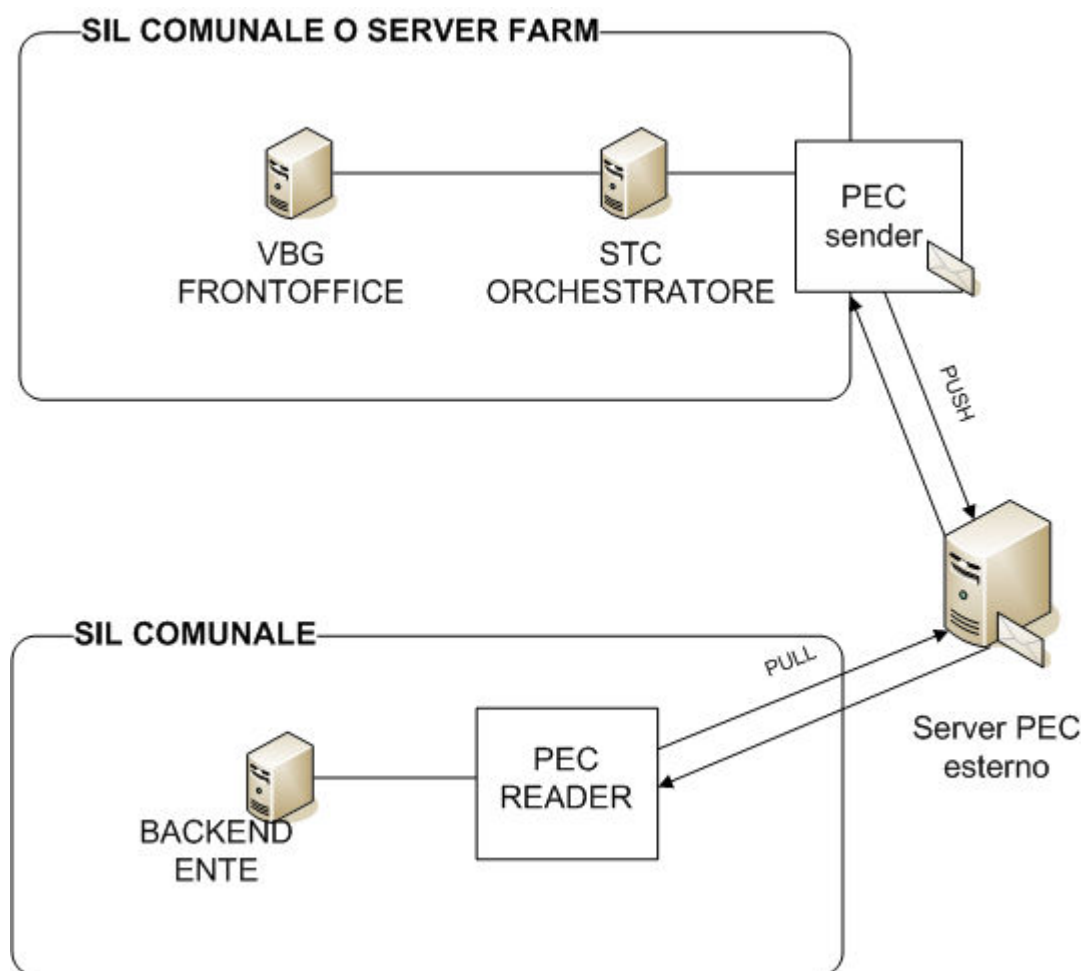 SIL COMUNALE O SERVER FARM
VBG
FRONTOFFICE
STC
ORCHESTRATORE
PEC
sender
PUSH
SIL COMUNALE
PULL
PEC
READER
BACKEND
ENTE
Server PEC
esterno